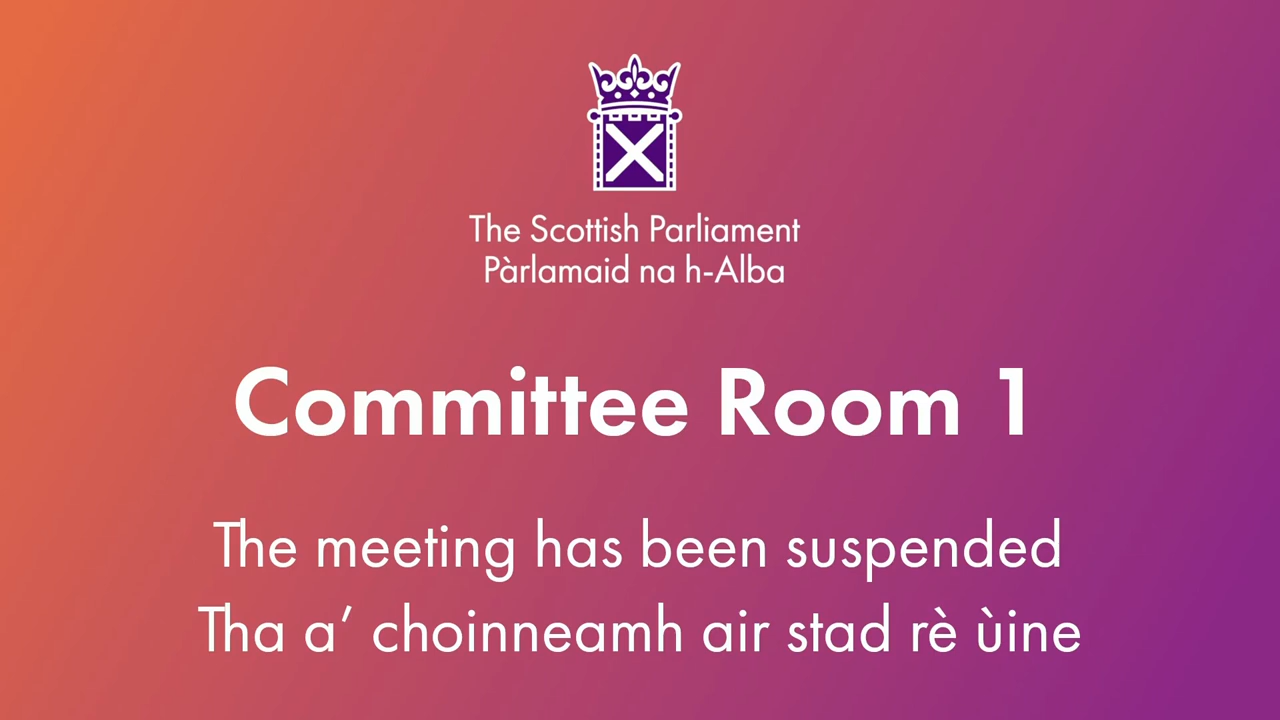 The Scottish Parliament
Pàrlamaid na h-Alba
Committee Room 1
The meeting has been suspended
Tha a’ choinneamh air stad rè ùine